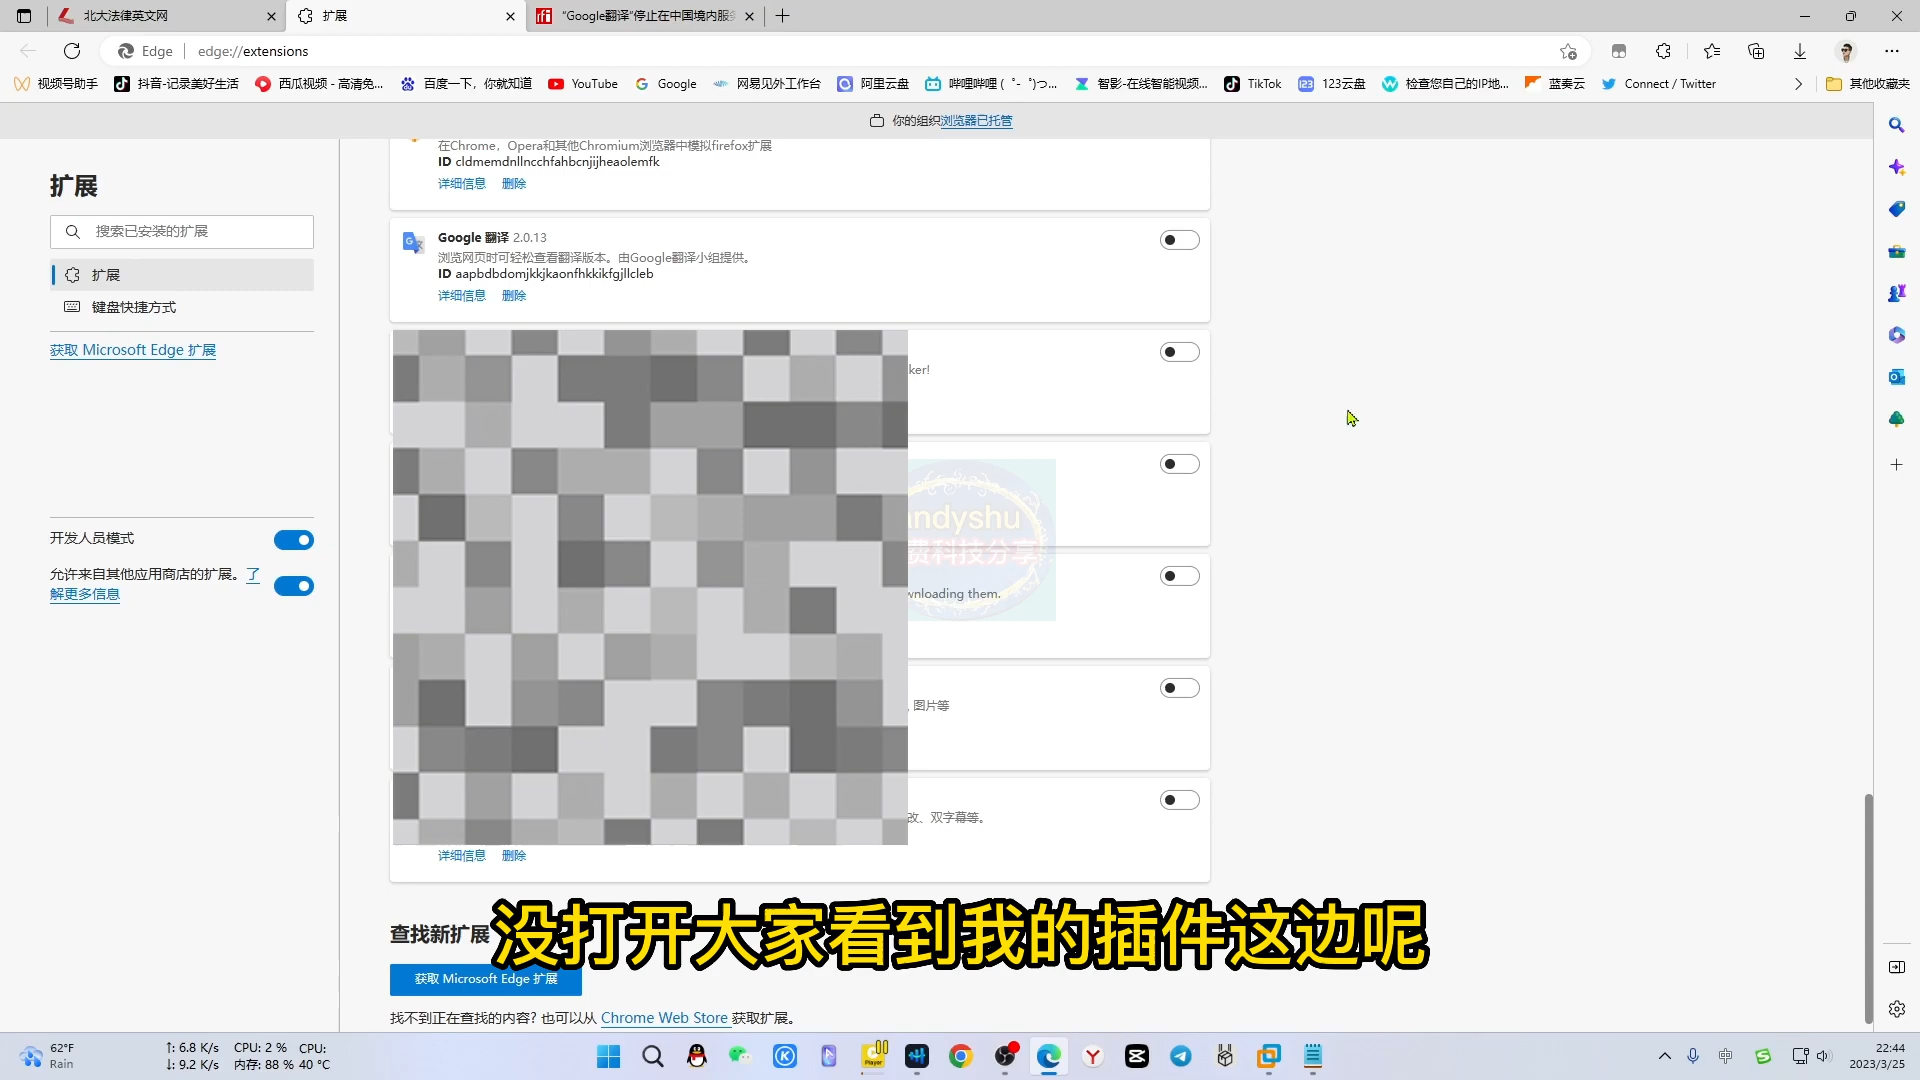 北大法律英文网
扩展
"Google翻译"停止在中国境内服务
Edge
edge://extensions
视频号助手
抖音-记录美好生活
西瓜视频 - 高清免...
百度一下，你就知道
YouTube
Google
网易见外工作台
阿里云盘
哔哩哔哩 ( ゜- ゜)つ...
智影-在线智能视频...
TikTok
123云盘
检查您自己的IP地...
蓝奏云
Connect / Twitter
其他收藏夹
你的组织浏览器已托管
扩展
搜索已安装的扩展
扩展
键盘快捷方式
获取 Microsoft Edge 扩展
开发人员模式
允许来自其他应用商店的扩展。了
解更多信息
在Chrome，Opera和其他Chromium浏览器中模拟firefox扩展
ID cldmemdnllncchfahbcnjijheaolemfk
详细信息 删除
Google 翻译 2.0.13
浏览网页时可轻松查看翻译版本。由Google翻译小组提供。
ID aapbdbdomjkkjkaonfhkkikfgjllcleb
详细信息 删除
ker!
andyshu
费科技分享
wnloading them.
, 图片等
改、双字幕等。
详细信息 删除
查找新扩展
没打开大家看到我的插件这边呢
获取 Microsoft Edge 扩展
找不到正在查找的内容? 也可以从 Chrome Web Store 获取扩展。
62°F
Rain
↑: 6.8 K/s CPU: 2 % CPU:
↓: 9.2 K/s 内存: 88 % 40 °C
Player
中
22:44
2023/3/25